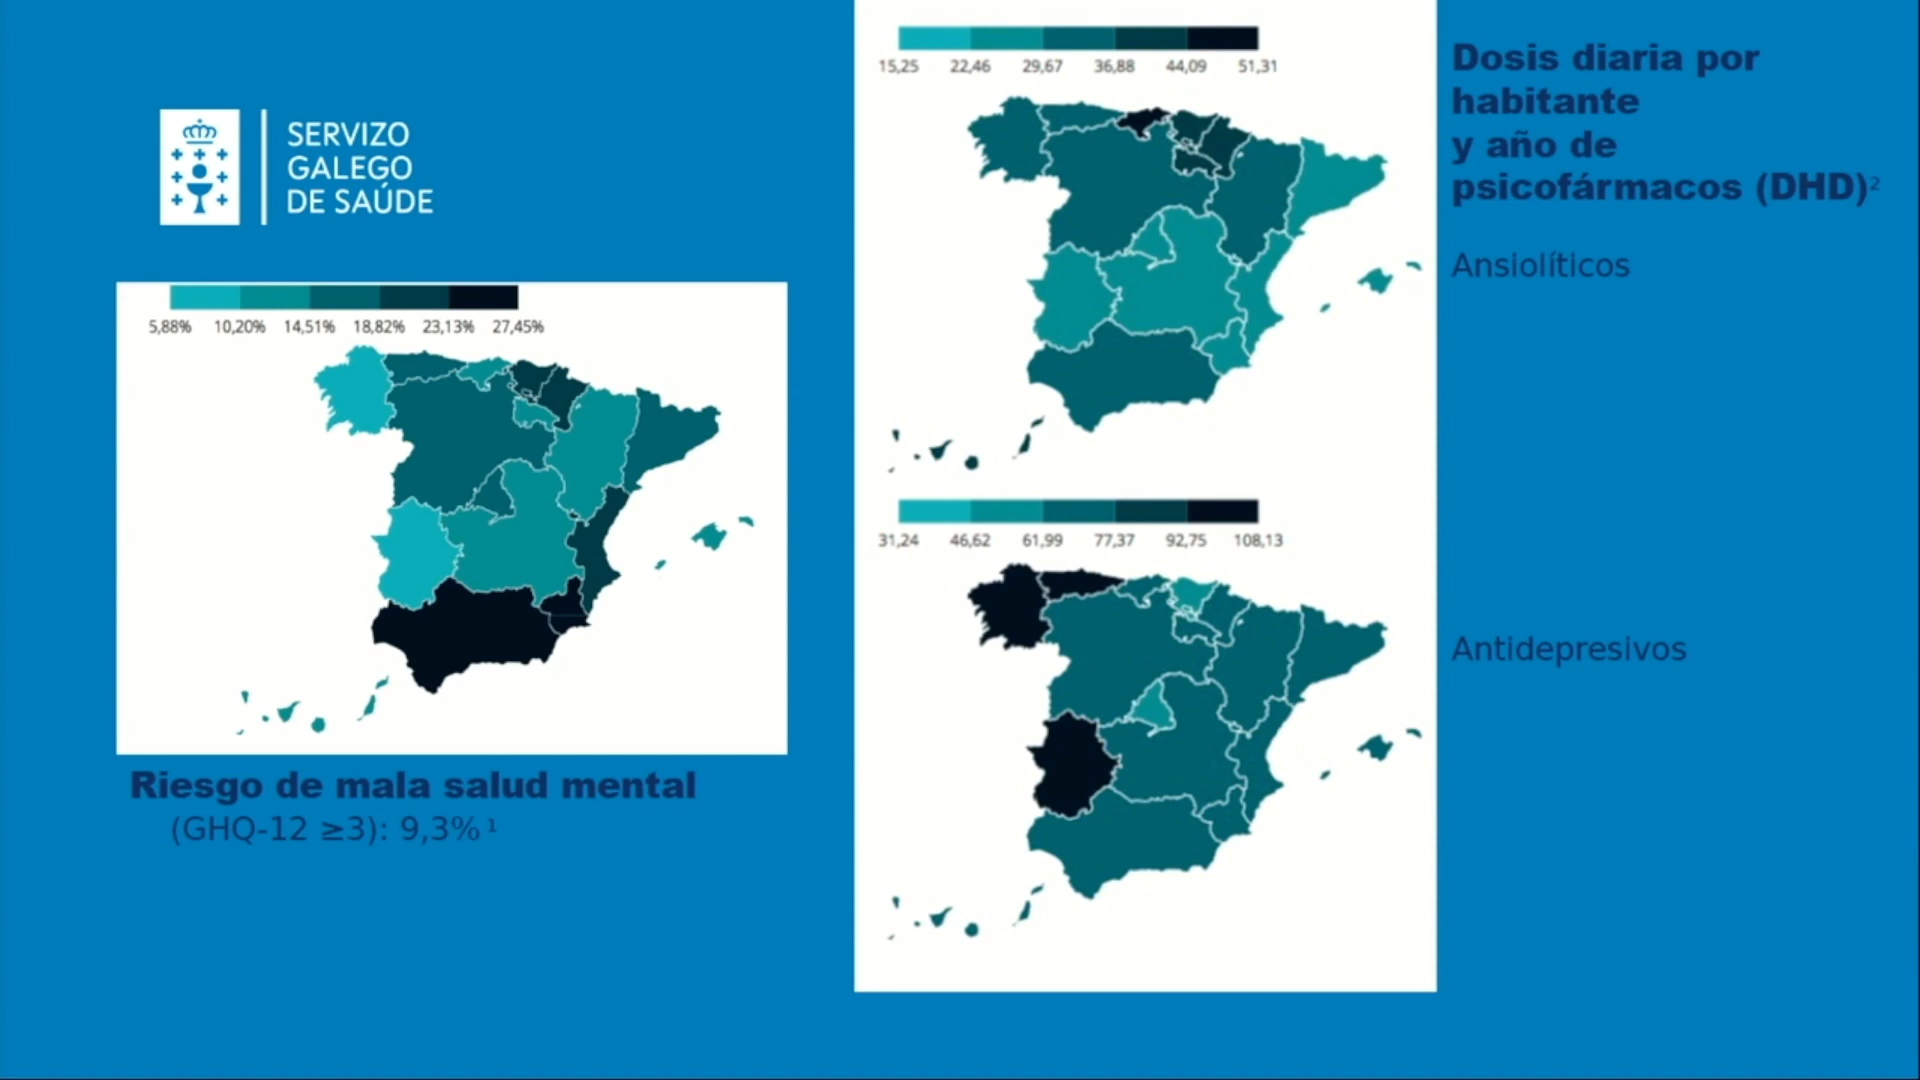 SERVIZO
GALEGO
DE SAÚDE
5,88% 10,20% 14,51% 18,82% 23,13% 27,45%
Riesgo de mala salud mental
(GHQ-12 ≥3): 9,3% ¹
15,25 22,46 29,67 36,88 44,09 51,31
31,24 46,62 61,99 77,37 92,75 108,13
Dosis diaria por
habitante
y año de
psicofármacos (DHD)²
Ansiolíticos
Antidepresivos